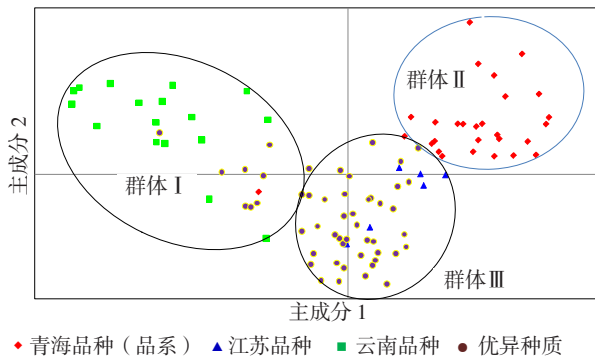 群体Ⅱ
主成分 2
群体Ⅰ
群体Ⅲ
主成分 1
青海品种（品系） 江苏品种 云南品种 优异种质